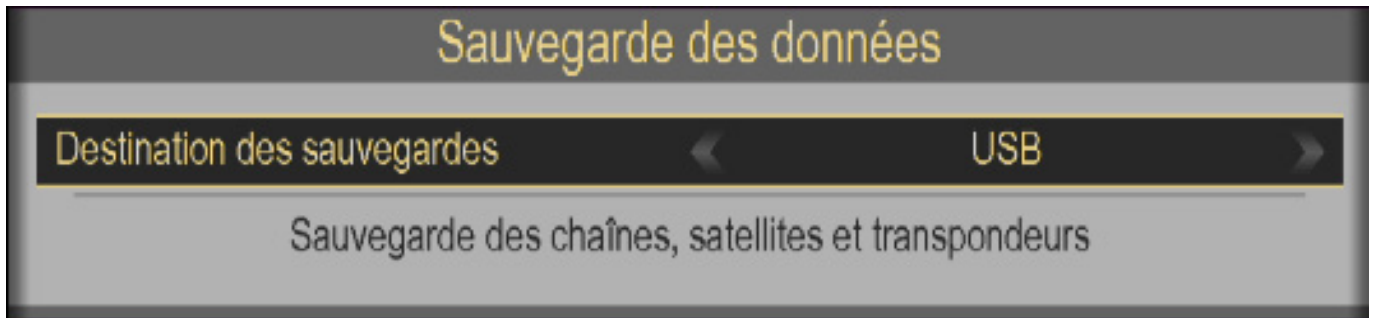 Sauvegarde des données
Destination des sauvegardes USB
Sauvegarde des chaînes, satellites et transpondeurs